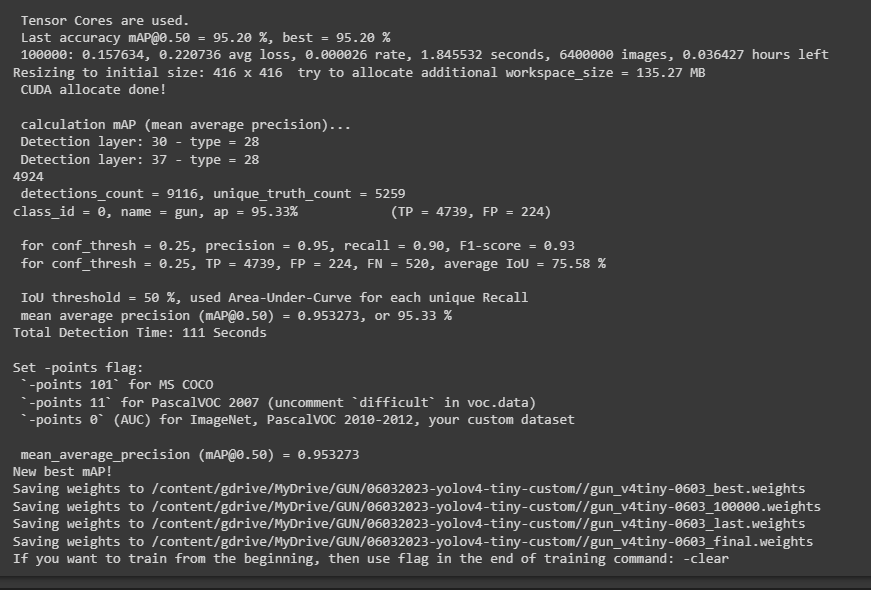 Tensor Cores are used.
Last accuracy mAP@0.50 = 95.20 %, best = 95.20 %
100000: 0.157634, 0.220736 avg loss, 0.000026 rate, 1.845532 seconds, 6400000 images, 0.036427 hours left
Resizing to initial size: 416 x 416  try to allocate additional workspace_size = 135.27 MB
CUDA allocate done!
calculation mAP (mean average precision)...
Detection layer: 30 - type = 28
Detection layer: 37 - type = 28
4924
detections_count = 9116, unique_truth_count = 5259
class_id = 0, name = gun, ap = 95.33%            (TP = 4739, FP = 224)
for conf_thresh = 0.25, precision = 0.95, recall = 0.90, F1-score = 0.93
for conf_thresh = 0.25, TP = 4739, FP = 224, FN = 520, average IoU = 75.58 %
IoU threshold = 50 %, used Area-Under-Curve for each unique Recall
mean average precision (mAP@0.50) = 0.953273, or 95.33 %
Total Detection Time: 111 Seconds
Set -points flag:
`-points 101` for MS COCO
`-points 11` for PascalVOC 2007 (uncomment `difficult` in voc.data)
`-points 0` (AUC) for ImageNet, PascalVOC 2010-2012, your custom dataset
mean_average_precision (mAP@0.50) = 0.953273
New best mAP!
Saving weights to /content/gdrive/MyDrive/GUN/06032023-yolov4-tiny-custom//gun_v4tiny-0603_best.weights
Saving weights to /content/gdrive/MyDrive/GUN/06032023-yolov4-tiny-custom//gun_v4tiny-0603_100000.weights
Saving weights to /content/gdrive/MyDrive/GUN/06032023-yolov4-tiny-custom//gun_v4tiny-0603_last.weights
Saving weights to /content/gdrive/MyDrive/GUN/06032023-yolov4-tiny-custom//gun_v4tiny-0603_final.weights
If you want to train from the beginning, then use flag in the end of training command: -clear